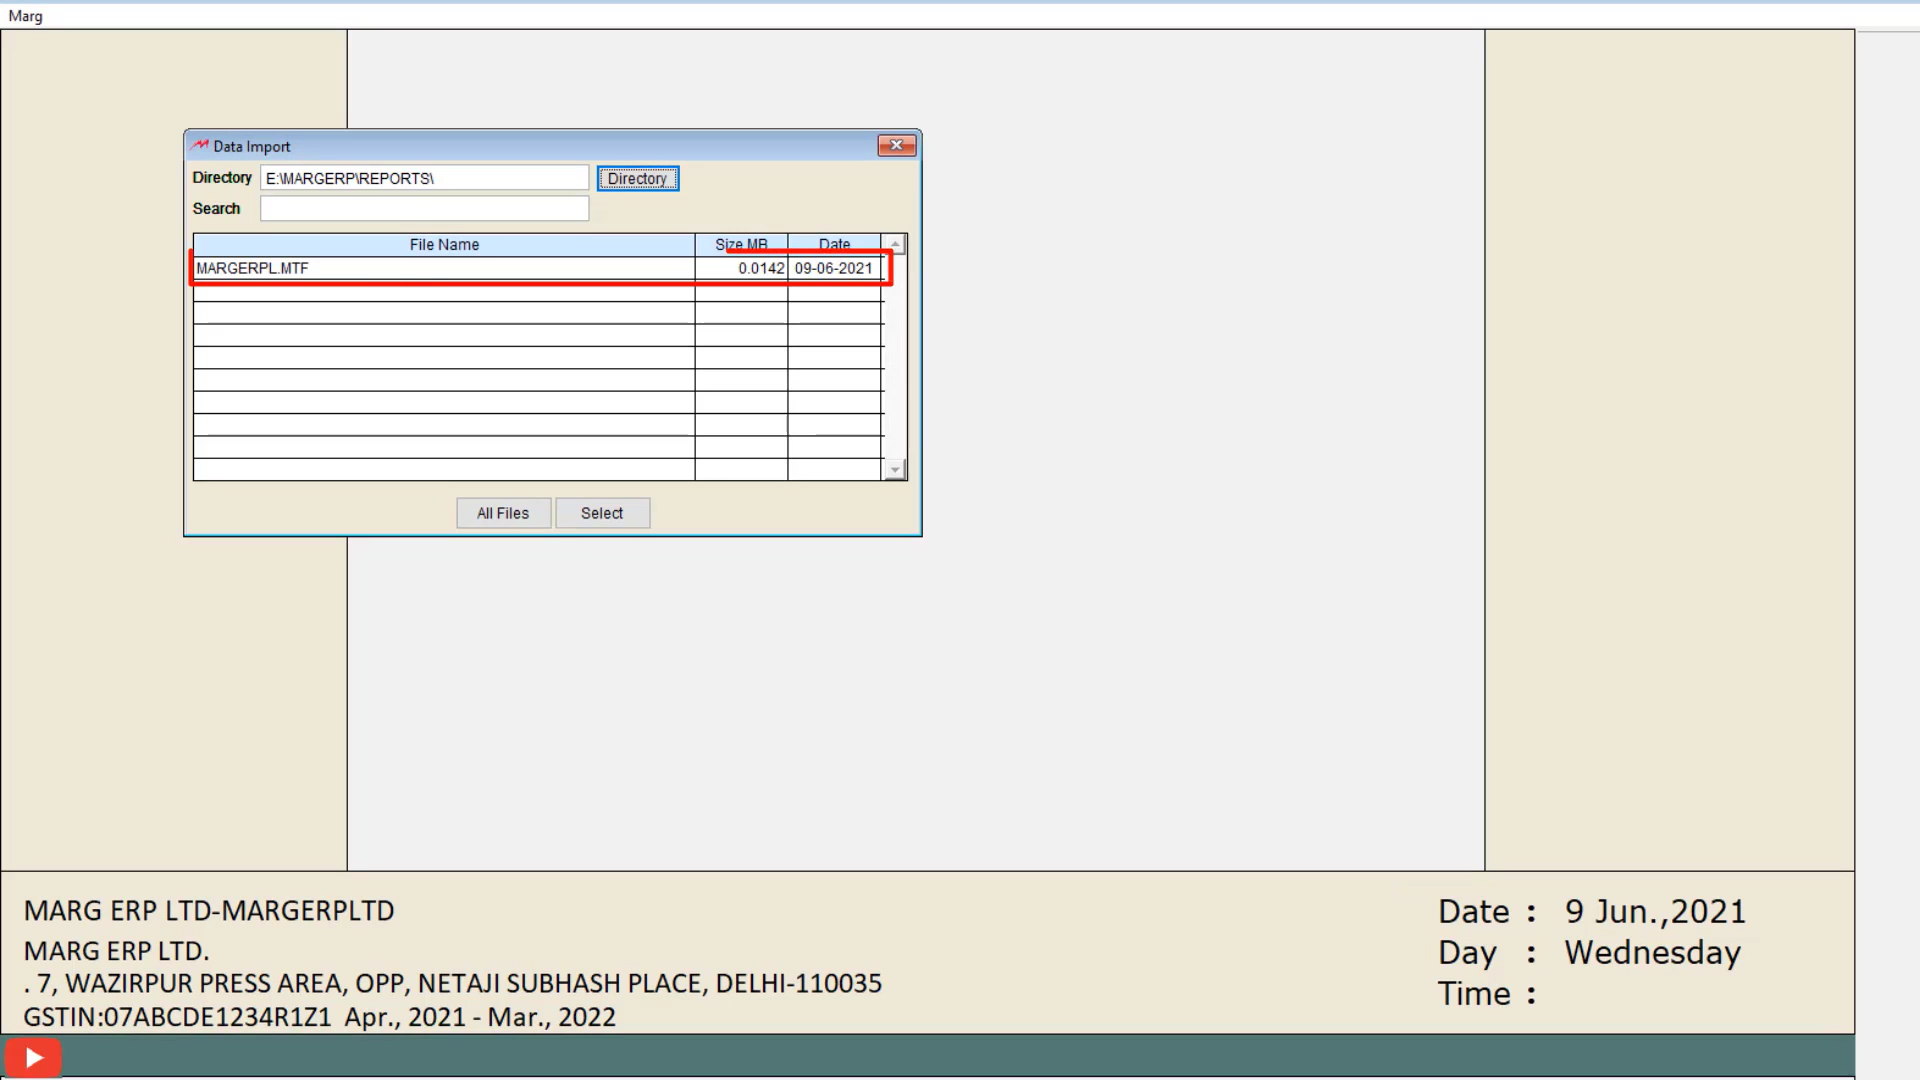 Marg
Data Import
Directory E:\MARGERP\REPORTS\ Directory
Search
File Name Size MB Date
MARGERPL.MTF 0.0142 09-06-2021
All Files Select
MARG ERP LTD-MARGERPLTD
MARG ERP LTD.
. 7, WAZIRPUR PRESS AREA, OPP, NETAJI SUBHASH PLACE, DELHI-110035
GSTIN:07ABCDE1234R1Z1 Apr., 2021 - Mar., 2022
Date : 9 Jun.,2021
Day : Wednesday
Time :